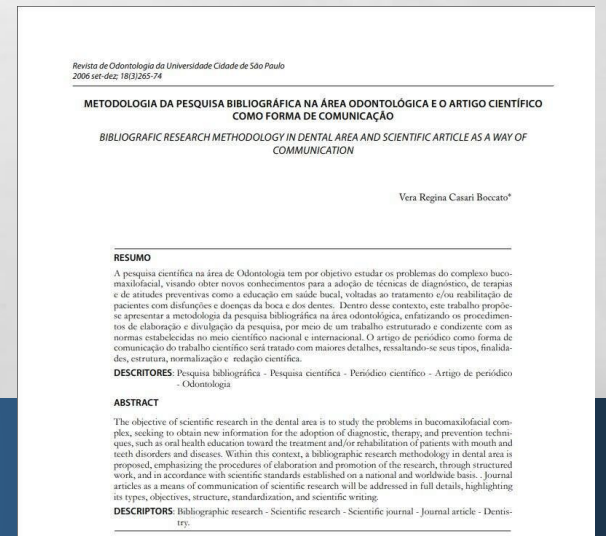 Revista de Odontologia da Universidade Cidade de São Paulo
2006 set-dez; 18(3)265-74
METODOLOGIA DA PESQUISA BIBLIOGRÁFICA NA ÁREA ODONTOLÓGICA E O ARTIGO CIENTÍFICO
COMO FORMA DE COMUNICAÇÃO
BIBLIOGRAFIC RESEARCH METHODOLOGY IN DENTAL AREA AND SCIENTIFIC ARTICLE AS A WAY OF
COMMUNICATION
Vera Regina Casari Boccato*
RESUMO
A pesquisa científica na área de Odontologia tem por objetivo estudar os problemas do complexo buco-
maxilofacial, visando obter novos conhecimentos para a adoção de técnicas de diagnóstico, de terapias
e de atitudes preventivas como a educação em saúde bucal, voltadas ao tratamento e/ou reabilitação de
pacientes com disfunções e doenças da boca e dos dentes. Dentro desse contexto, este trabalho propõe-
se apresentar a metodologia da pesquisa bibliográfica na área odontológica, enfatizando os procedimen-
tos de elaboração e divulgação da pesquisa, por meio de um trabalho estruturado e condizente com as
normas estabelecidas no meio científico nacional e internacional. O artigo de periódico como forma de
comunicação do trabalho científico será tratado com maiores detalhes, ressaltando-se seus tipos, finalida-
des, estrutura, normalização e redação científica.
DESCRITORES: Pesquisa bibliográfica - Pesquisa científica - Periódico científico - Artigo de periódico
- Odontologia
ABSTRACT
The objective of scientific research in the dental area is to study the problems in bucomaxilofacial com-
plex, seeking to obtain new information for the adoption of diagnostic, therapy, and prevention techni-
ques, such as oral health education toward the treatment and/or rehabilitation of patients with mouth and
teeth disorders and diseases. Within this context, a bibliographic research methodology in dental area is
proposed, emphasizing the procedures of elaboration and promotion of the research, through structured
work, and in accordance with scientific standards established on a national and worldwide basis. . Journal
articles as a means of communication of scientific research will be addressed in full details, highlighting
its types, objectives, structure, standardization, and scientific writing.
DESCRIPTORS: Bibliographic research - Scientific research - Scientific journal - Journal article - Dentis-
try.